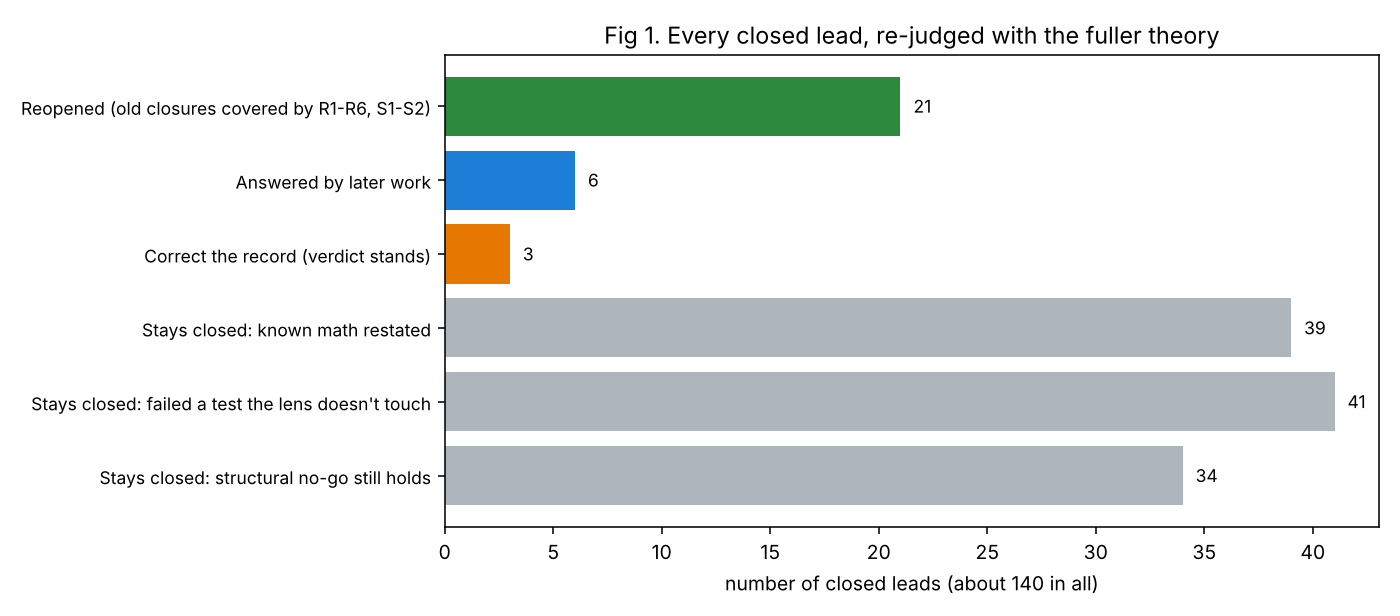 Fig 1. Every closed lead, re-judged with the fuller theory
Reopened (old closures covered by R1-R6, S1-S2)
21
Answered by later work
6
Correct the record (verdict stands)
3
Stays closed: known math restated
39
Stays closed: failed a test the lens doesn't touch
41
Stays closed: structural no-go still holds
34
0 5 10 15 20 25 30 35 40
number of closed leads (about 140 in all)